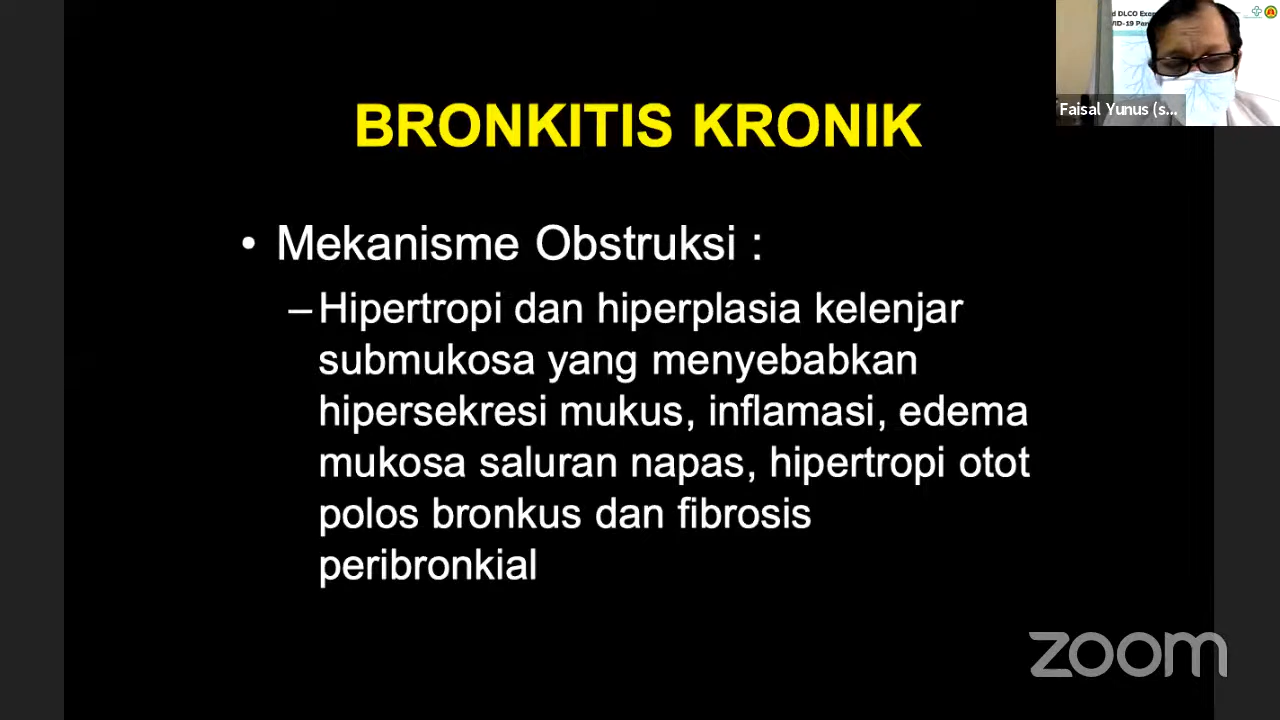 BRONKITIS KRONIK
• Mekanisme Obstruksi :
–Hipertropi dan hiperplasia kelenjar
submukosa yang menyebabkan
hipersekresi mukus, inflamasi, edema
mukosa saluran napas, hipertropi otot
polos bronkus dan fibrosis
peribronkial
DLCO
Faisal Yunus (s...
zoom